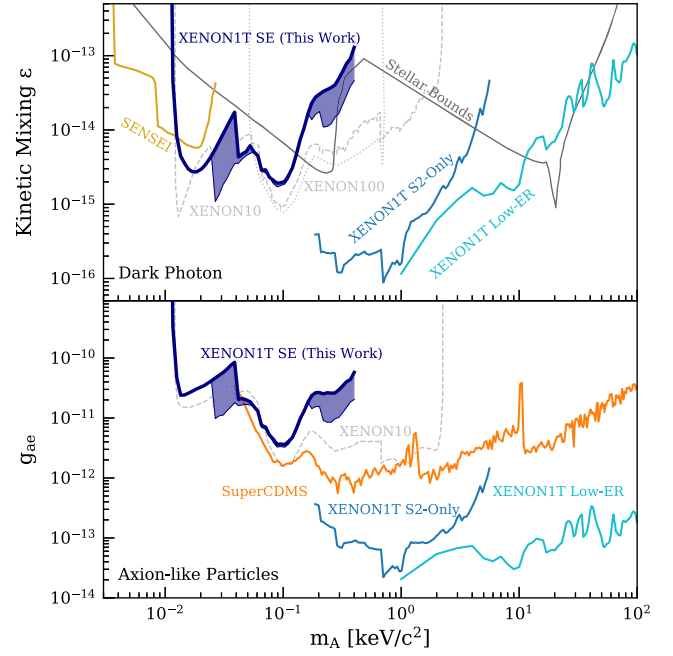 XENON1T SE (This Work)
SENSEI
XENON10
XENON100
Stellar Bounds
XENON1T S2-Only
XENON1T Low-ER
Dark Photon
Kinetic Mixing ε
10⁻¹³
10⁻¹⁴
10⁻¹⁵
10⁻¹⁶
XENON1T SE (This Work)
XENON10
SuperCDMS
XENON1T S2-Only
XENON1T Low-ER
Axion-like Particles
gₐₑ
10⁻¹⁰
10⁻¹¹
10⁻¹²
10⁻¹³
10⁻¹⁴
10⁻² 10⁻¹ 10⁰ 10¹ 10²
m_A [keV/c²]